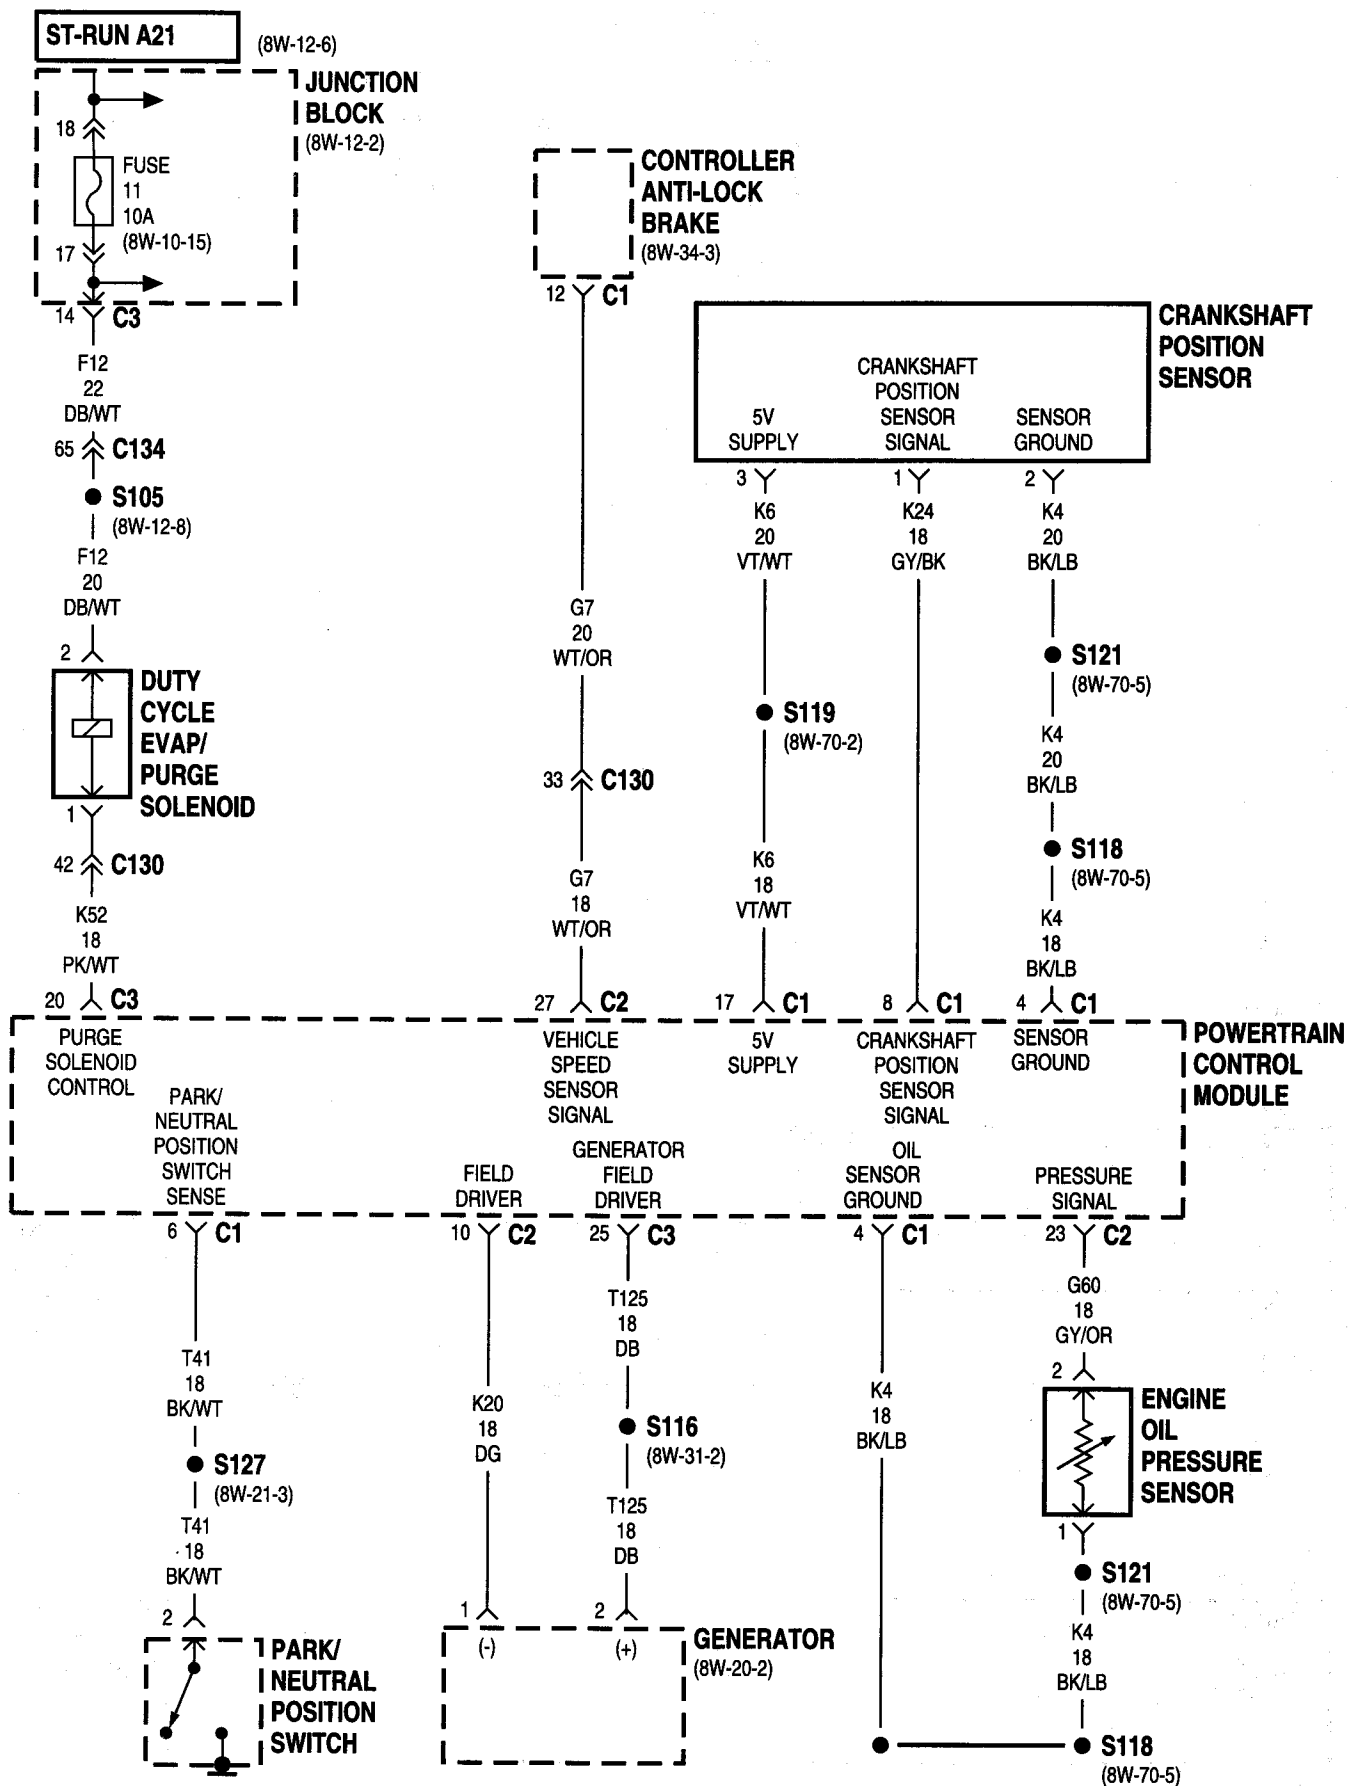 ST-RUN A21
(8W-12-6)
JUNCTION
BLOCK
(8W-12-2)
18
FUSE
11
10A
(8W-10-15)
17
14
C3
F12
22
DB/WT
65
C134
S105
(8W-12-8)
F12
20
DB/WT
2
DUTY
CYCLE
EVAP/
PURGE
SOLENOID
1
42
C130
K52
18
PK/WT
20
C3
CONTROLLER
ANTI-LOCK
BRAKE
(8W-34-3)
12
C1
G7
20
WT/OR
33
C130
G7
18
WT/OR
27
C2
CRANKSHAFT
POSITION
SENSOR
5V
SUPPLY
CRANKSHAFT
POSITION
SENSOR
SIGNAL
SENSOR
GROUND
3
K6
20
VT/WT
S119
(8W-70-2)
K6
18
VT/WT
17
C1
1
K24
18
GY/BK
8
C1
2
K4
20
BK/LB
S121
(8W-70-5)
K4
20
BK/LB
S118
(8W-70-5)
K4
18
BK/LB
4
C1
POWERTRAIN
CONTROL
MODULE
PURGE
SOLENOID
CONTROL
VEHICLE
SPEED
SENSOR
SIGNAL
5V
SUPPLY
CRANKSHAFT
POSITION
SENSOR
SIGNAL
SENSOR
GROUND
PARK/
NEUTRAL
POSITION
SWITCH
SENSE
FIELD
DRIVER
GENERATOR
FIELD
DRIVER
OIL
SENSOR
GROUND
PRESSURE
SIGNAL
6
C1
T41
18
BK/WT
S127
(8W-21-3)
T41
18
BK/WT
2
PARK/
NEUTRAL
POSITION
SWITCH
10
C2
K20
18
DG
1
(-)
25
C3
T125
18
DB
S116
(8W-31-2)
T125
18
DB
2
(+)
GENERATOR
(8W-20-2)
4
C1
K4
18
BK/LB
23
C2
G60
18
GY/OR
2
ENGINE
OIL
PRESSURE
SENSOR
1
S121
(8W-70-5)
K4
18
BK/LB
S118
(8W-70-5)